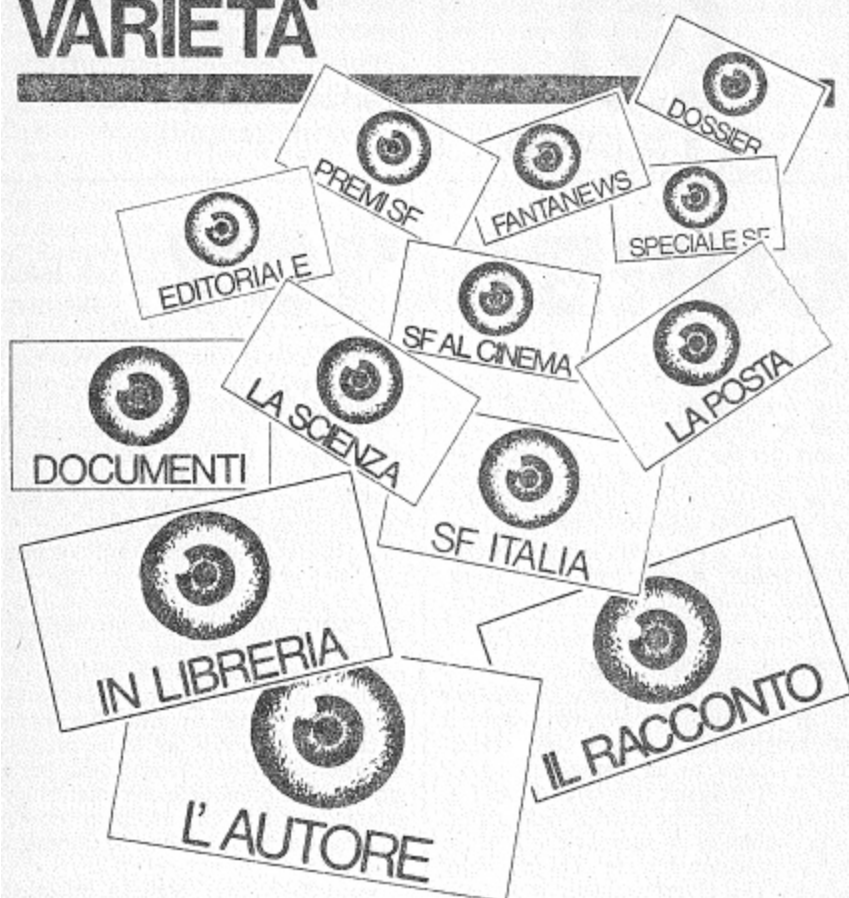 VARIETÀ
DOSSIER
PREMI SF
FANTANEWS
SPECIALE SF
EDITORIALE
SF AL CINEMA
LA POSTA
LA SCIENZA
DOCUMENTI
SF ITALIA
IN LIBRERIA
IL RACCONTO
L'AUTORE